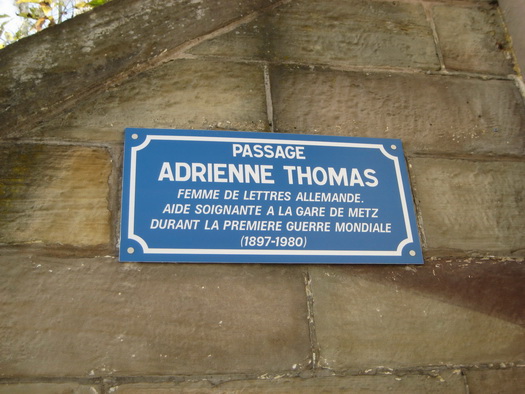 PASSAGE
ADRIENNE THOMAS
FEMME DE LETTRES ALLEMANDE.
AIDE SOIGNANTE A LA GARE DE METZ
DURANT LA PREMIERE GUERRE MONDIALE
(1897-1980)